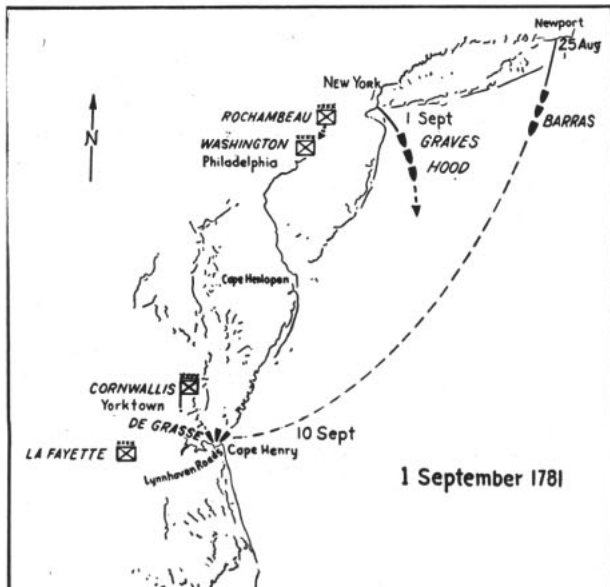 Newport
25 Aug
NEW YORK
ROCHAMBEAU
1 Sept
BARRAS
GRAVES
WASHINGTON
HOOD
Philadelphia
N
Cape Henlopen
CORNWALLIS
Yorktown
DE GRASSE
10 Sept
LA FAYETTE
Cape Henry
Lynnhaven Roads
1 September 1781